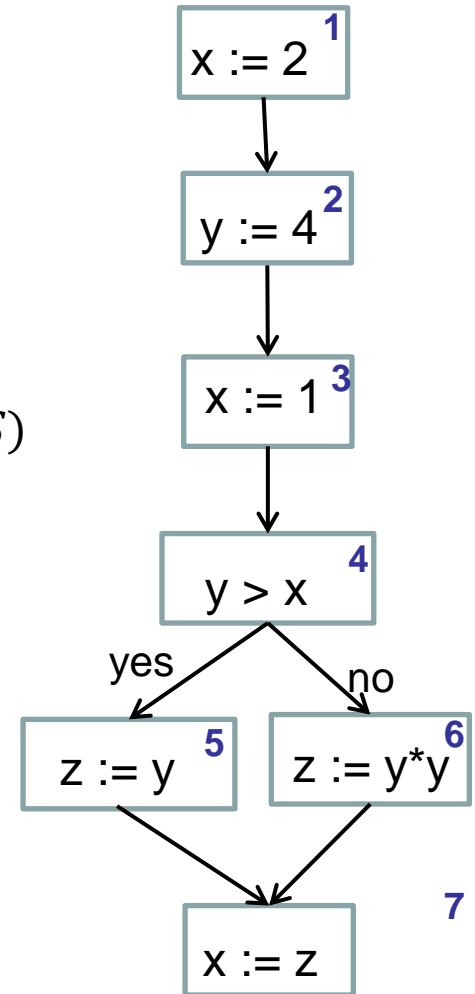 x := 2 1
y := 4 2
x := 1 3
y > x 4
yes
no
z := y 5
z := y*y 6
x := z 7